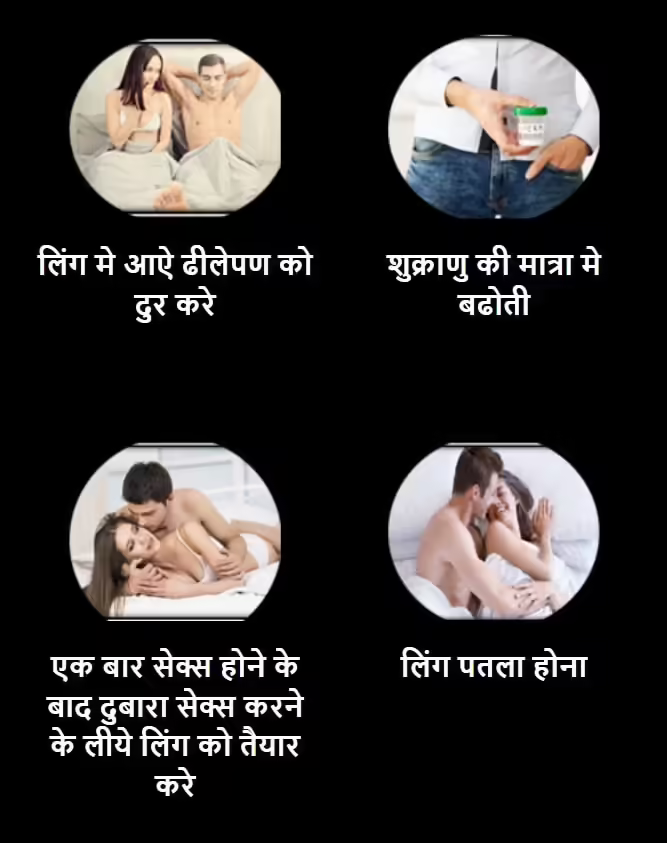 लिंग मे आऐ ढीलेपण को
दुर करे
शुक्राणु की मात्रा मे
बढोती
एक बार सेक्स होने के
बाद दुबारा सेक्स करने
के लीये लिंग को तैयार
करे
लिंग पतला होना